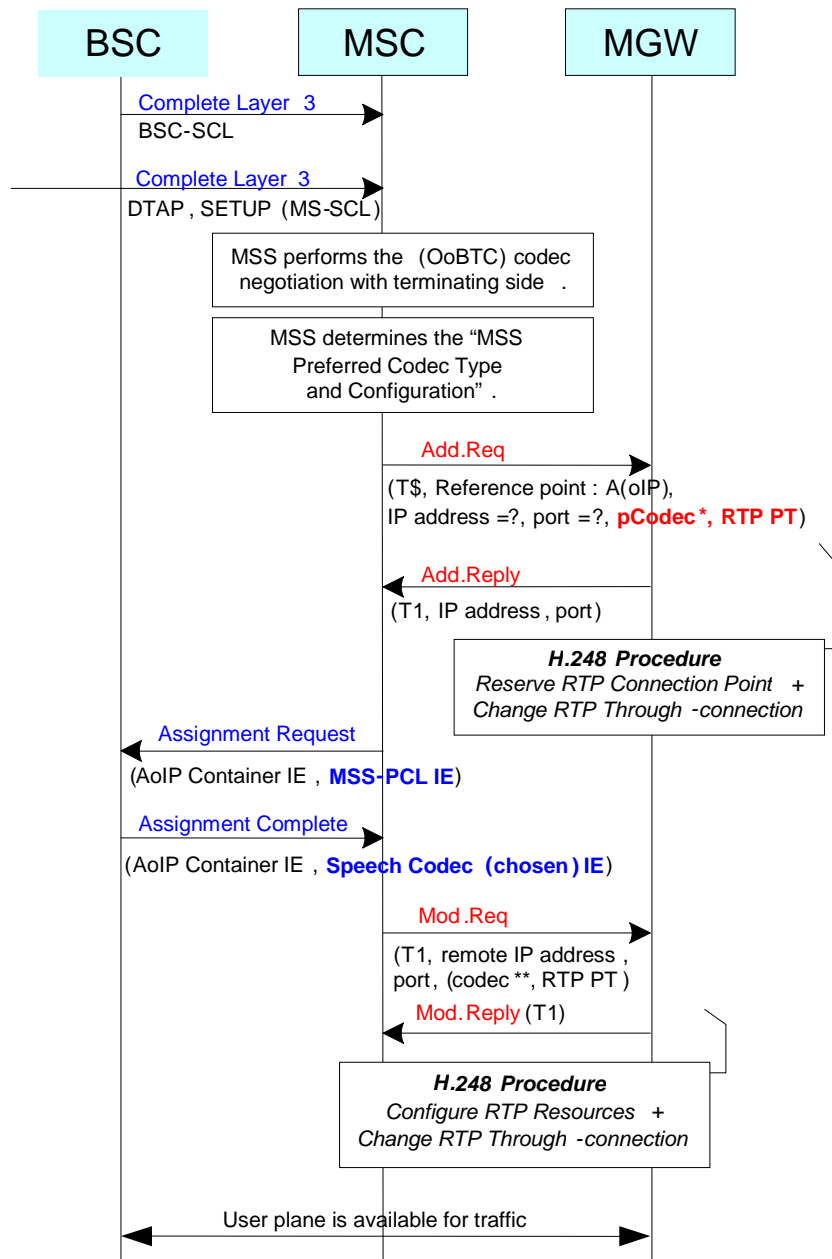 BSC
MSC
MGW
Complete Layer 3
BSC-SCL
Complete Layer 3
DTAP, SETUP (MS-SCL)
MSS performs the (OoBTC) codec
negotiation with terminating side .
MSS determines the “MSS
Preferred Codec Type
and Configuration” .
Add.Req
(T$, Reference point : A(oIP),
IP address =?, port =?, pCodec*, RTP PT)
Add.Reply
(T1, IP address, port)
H.248 Procedure
Reserve RTP Connection Point +
Change RTP Through -connection
Assignment Request
(AoIP Container IE , MSS-PCL IE)
Assignment Complete
(AoIP Container IE , Speech Codec (chosen) IE)
Mod.Req
(T1, remote IP address ,
port, (codec **, RTP PT )
Mod.Reply (T1)
H.248 Procedure
Configure RTP Resources +
Change RTP Through -connection
User plane is available for traffic